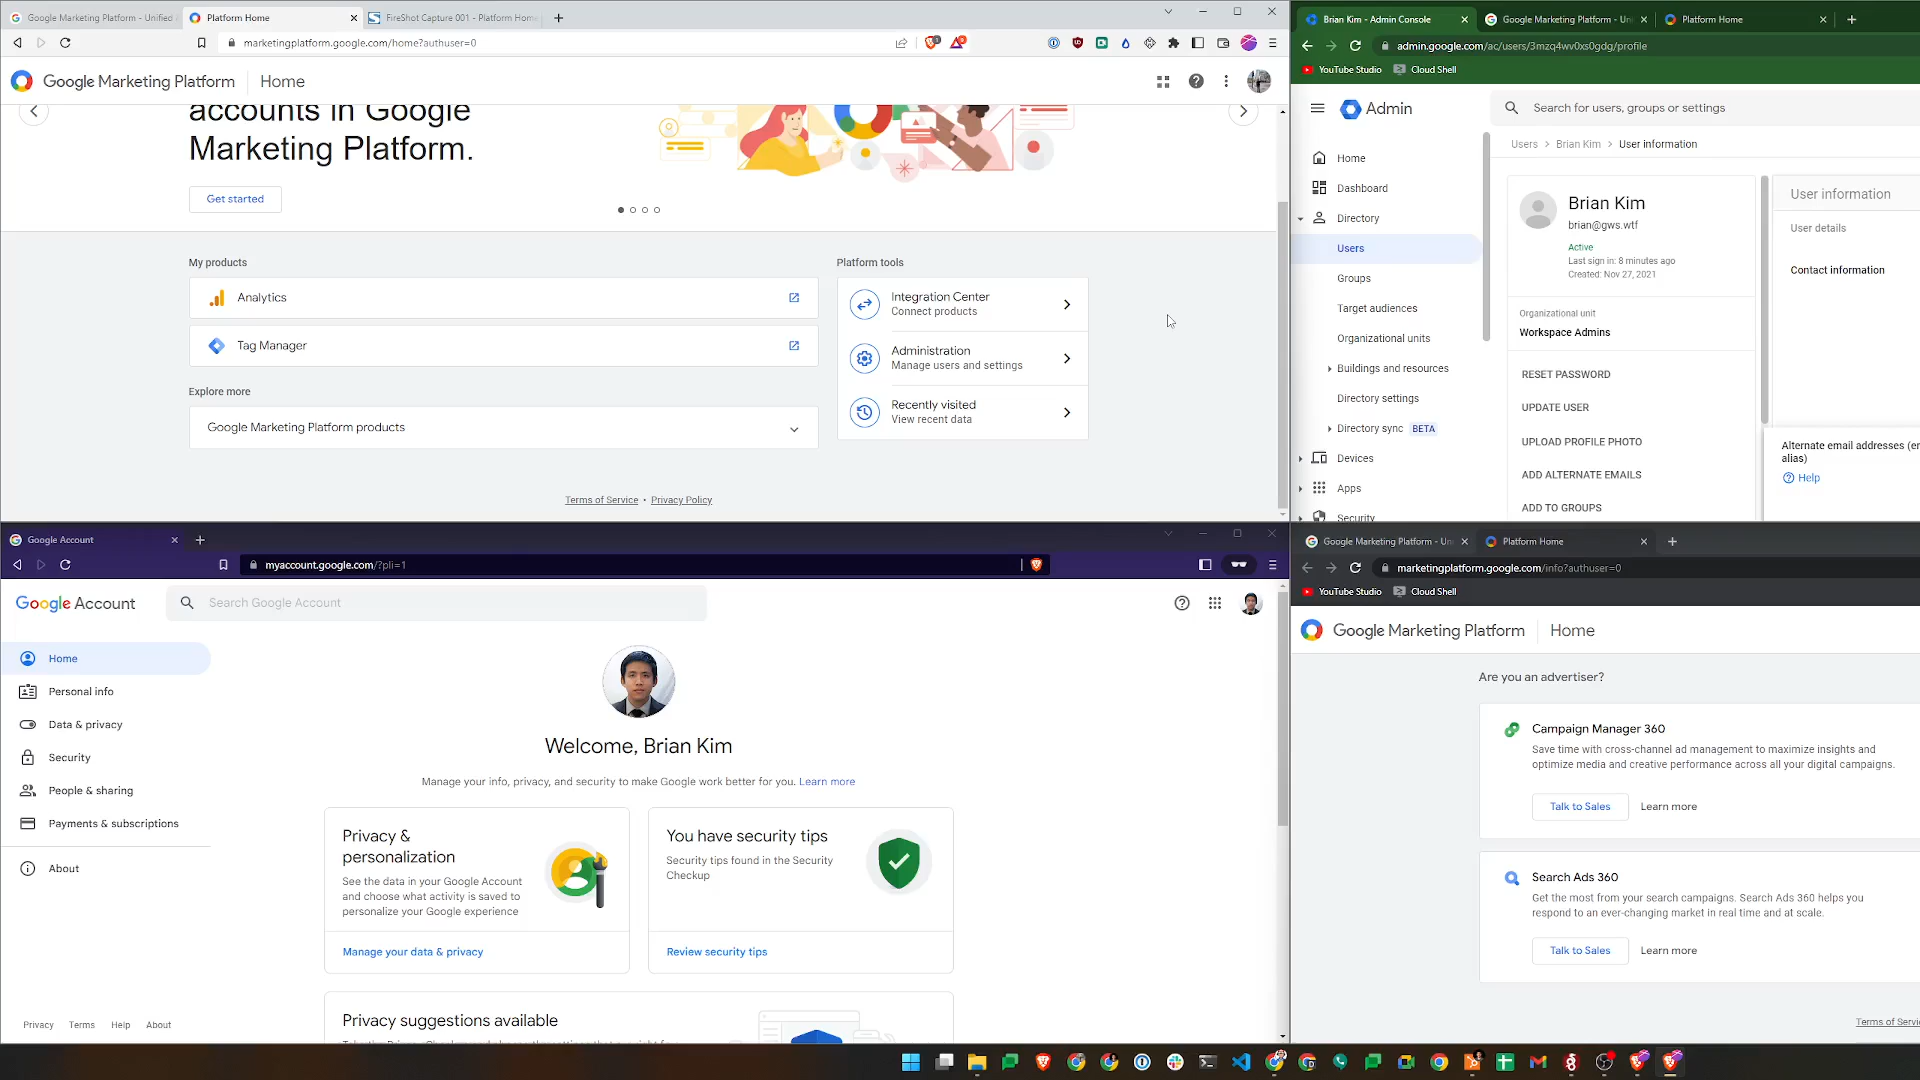 Google Marketing Platform - Unified
Platform Home
FireShot Capture 001 - Platform Home
marketingplatform.google.com/home?authuser=0
Google Marketing Platform
Home
accounts in Google
Marketing Platform.
Get started
My products
Analytics
Tag Manager
Explore more
Google Marketing Platform products
Platform tools
Integration Center
Connect products
Administration
Manage users and settings
Recently visited
View recent data
Terms of Service • Privacy Policy
Brian Kim - Admin Console
Google Marketing Platform - Uni
Platform Home
admin.google.com/ac/users/3mzq4wv0xs0gdg/profile
YouTube Studio
Cloud Shell
Admin
Search for users, groups or settings
Home
Dashboard
Directory
Users
Groups
Target audiences
Organizational units
Buildings and resources
Directory settings
Directory sync BETA
Devices
Apps
Security
Users > Brian Kim > User information
Brian Kim
brian@gws.wtf
Active
Last sign in: 8 minutes ago
Created: Nov 27, 2021
Organizational unit
Workspace Admins
RESET PASSWORD
UPDATE USER
UPLOAD PROFILE PHOTO
ADD ALTERNATE EMAILS
ADD TO GROUPS
User information
User details
Contact information
Alternate email addresses (em
alias)
Help
Google Account
myaccount.google.com/?pli=1
Google Account
Search Google Account
Home
Personal info
Data & privacy
Security
People & sharing
Payments & subscriptions
About
Welcome, Brian Kim
Manage your info, privacy, and security to make Google work better for you. Learn more
Privacy &
personalization
See the data in your Google Account
and choose what activity is saved to
personalize your Google experience
Manage your data & privacy
You have security tips
Security tips found in the Security
Checkup
Review security tips
Privacy suggestions available
Privacy Terms Help About
Google Marketing Platform - Un
Platform Home
marketingplatform.google.com/info?authuser=0
YouTube Studio
Cloud Shell
Google Marketing Platform
Home
Are you an advertiser?
Campaign Manager 360
Save time with cross-channel ad management to maximize insights and
optimize media and creative performance across all your digital campaigns.
Talk to Sales
Learn more
Search Ads 360
Get the most from your search campaigns. Search Ads 360 helps you
respond to an ever-changing market in real time and at scale.
Talk to Sales
Learn more
Terms of Servic